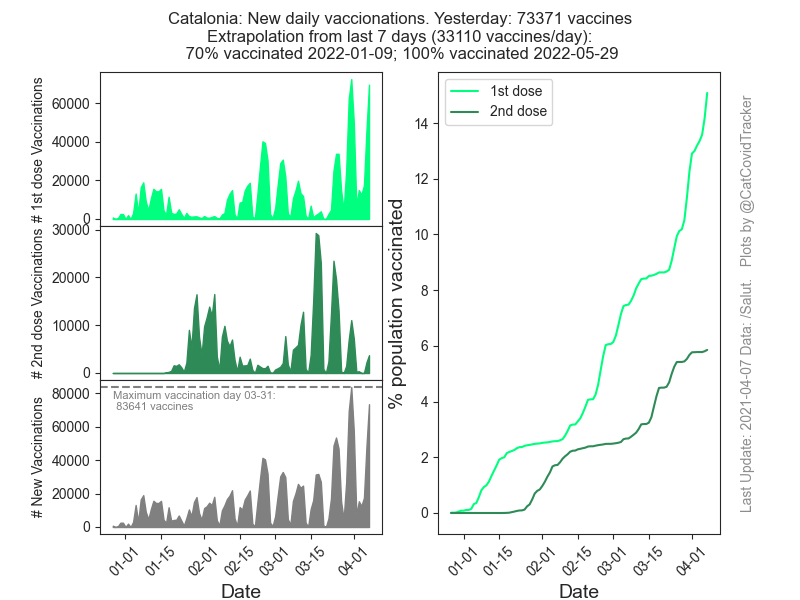 Catalonia: New daily vaccionations. Yesterday: 73371 vaccines
Extrapolation from last 7 days (33110 vaccines/day):
70% vaccinated 2022-01-09; 100% vaccinated 2022-05-29
# 1st dose Vaccinations
60000
40000
20000
0
# 2nd dose Vaccinations
30000
20000
10000
0
# New Vaccinations
80000
60000
40000
20000
0
Maximum vaccination day 03-31:
83641 vaccines
01-01
01-15
02-01
02-15
03-01
03-15
04-01
Date
% population vaccinated
1st dose
2nd dose
14
12
10
8
6
4
2
0
01-01
01-15
02-01
02-15
03-01
03-15
04-01
Date
Last Update: 2021-04-07 Data: /Salut. Plots by @CatCovidTracker